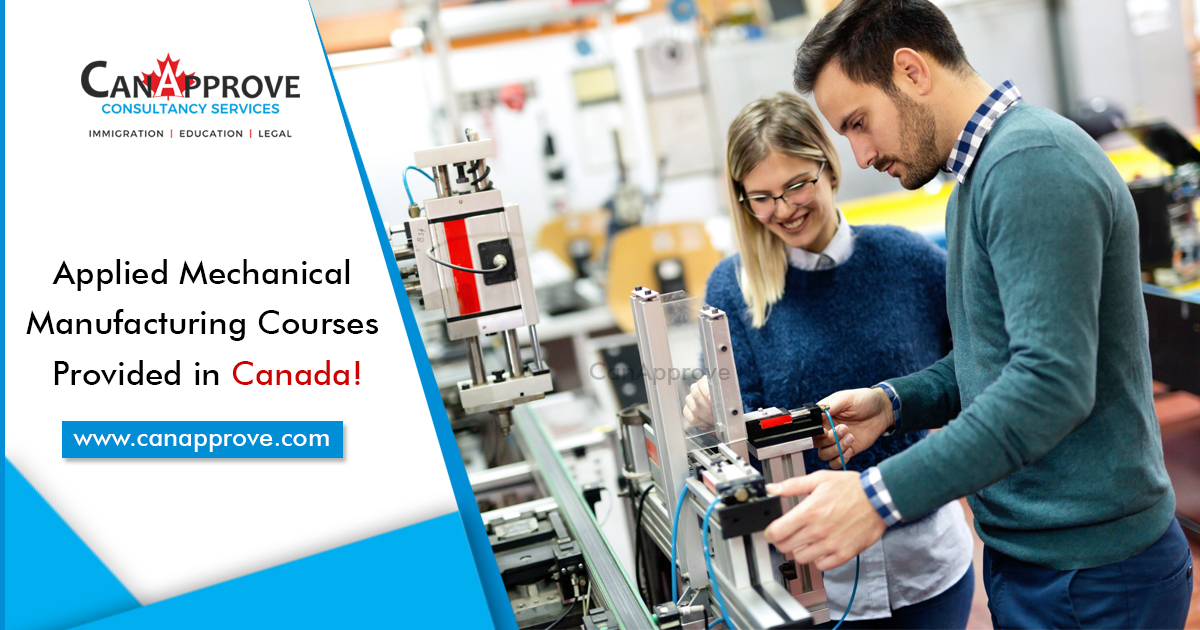 CANAPPROVE
CONSULTANCY SERVICES
IMMIGRATION | EDUCATION | LEGAL
Applied Mechanical
Manufacturing Courses
Provided in Canada!
www.canapprove.com
CanApprove